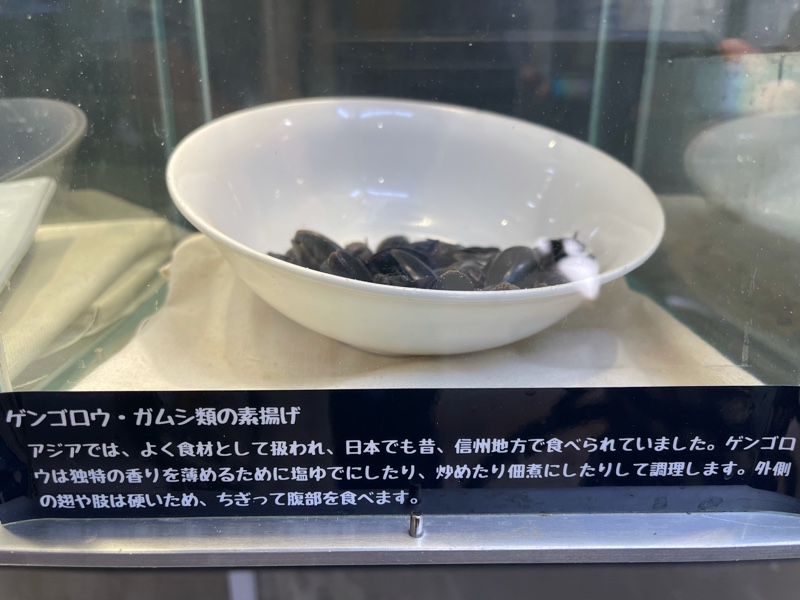 ゲンゴロウ・ガムシ類の素揚げ
アジアでは、よく食材として扱われ、日本でも昔、信州地方で食べられていました。ゲンゴロ
ウは独特の香りを薄めるために塩ゆでにしたり、炒めたり佃煮にしたりして調理します。外側
の翅や肢は硬いため、ちぎって腹部を食べます。